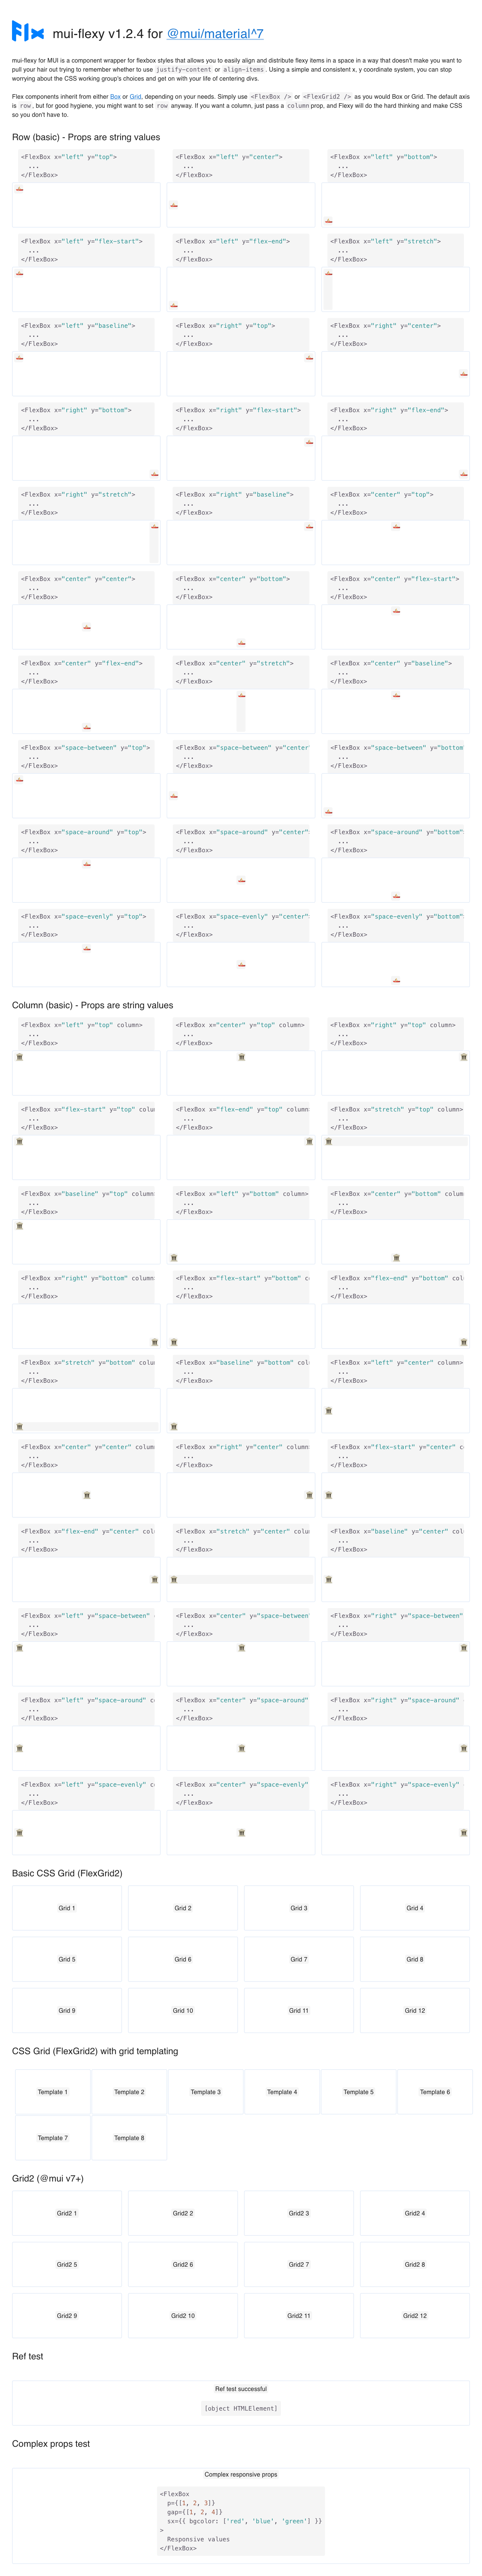 Flx mui-flexy v1.2.4 for @mui/material^7
mui-flexy for MUI is a component wrapper for flexbox styles that allows you to easily align and distribute flexy items in a space in a way that doesn't make you want to
pull your hair out trying to remember whether to use justify-content or align-items. Using a simple and consistent x, y coordinate system, you can stop
worrying about the CSS working group's choices and get on with your life of centering divs.
Flex components inherit from either Box or Grid, depending on your needs. Simply use <FlexBox /> or <FlexGrid2 /> as you would Box or Grid. The default axis
is row, but for good hygiene, you might want to set row anyway. If you want a column, just pass a column prop, and Flexy will do the hard thinking and make CSS
so you don't have to.
Row (basic) - Props are string values
<FlexBox x="left" y="top">
...
</FlexBox>
<FlexBox x="left" y="center">
...
</FlexBox>
<FlexBox x="left" y="bottom">
...
</FlexBox>
<FlexBox x="left" y="flex-start">
...
</FlexBox>
<FlexBox x="left" y="flex-end">
...
</FlexBox>
<FlexBox x="left" y="stretch">
...
</FlexBox>
<FlexBox x="left" y="baseline">
...
</FlexBox>
<FlexBox x="right" y="top">
...
</FlexBox>
<FlexBox x="right" y="center">
...
</FlexBox>
<FlexBox x="right" y="bottom">
...
</FlexBox>
<FlexBox x="right" y="flex-start">
...
</FlexBox>
<FlexBox x="right" y="flex-end">
...
</FlexBox>
<FlexBox x="right" y="stretch">
...
</FlexBox>
<FlexBox x="right" y="baseline">
...
</FlexBox>
<FlexBox x="center" y="top">
...
</FlexBox>
<FlexBox x="center" y="center">
...
</FlexBox>
<FlexBox x="center" y="bottom">
...
</FlexBox>
<FlexBox x="center" y="flex-start">
...
</FlexBox>
<FlexBox x="center" y="flex-end">
...
</FlexBox>
<FlexBox x="center" y="stretch">
...
</FlexBox>
<FlexBox x="center" y="baseline">
...
</FlexBox>
<FlexBox x="space-between" y="top">
...
</FlexBox>
<FlexBox x="space-between" y="center"
...
</FlexBox>
<FlexBox x="space-between" y="bottom
...
</FlexBox>
<FlexBox x="space-around" y="top">
...
</FlexBox>
<FlexBox x="space-around" y="center">
...
</FlexBox>
<FlexBox x="space-around" y="bottom"
...
</FlexBox>
<FlexBox x="space-evenly" y="top">
...
</FlexBox>
<FlexBox x="space-evenly" y="center">
...
</FlexBox>
<FlexBox x="space-evenly" y="bottom"
...
</FlexBox>
Column (basic) - Props are string values
<FlexBox x="left" y="top" column>
...
</FlexBox>
<FlexBox x="center" y="top" column>
...
</FlexBox>
<FlexBox x="right" y="top" column>
...
</FlexBox>
<FlexBox x="flex-start" y="top" colum
...
</FlexBox>
<FlexBox x="flex-end" y="top" column
...
</FlexBox>
<FlexBox x="stretch" y="top" column>
...
</FlexBox>
<FlexBox x="baseline" y="top" column
...
</FlexBox>
<FlexBox x="left" y="bottom" column>
...
</FlexBox>
<FlexBox x="center" y="bottom" colum
...
</FlexBox>
<FlexBox x="right" y="bottom" column
...
</FlexBox>
<FlexBox x="flex-start" y="bottom" co
...
</FlexBox>
<FlexBox x="flex-end" y="bottom" col
...
</FlexBox>
<FlexBox x="stretch" y="bottom" colum
...
</FlexBox>
<FlexBox x="baseline" y="bottom" colu
...
</FlexBox>
<FlexBox x="left" y="center" column>
...
</FlexBox>
<FlexBox x="center" y="center" column
...
</FlexBox>
<FlexBox x="right" y="center" column
...
</FlexBox>
<FlexBox x="flex-start" y="center" c
...
</FlexBox>
<FlexBox x="flex-end" y="center" colu
...
</FlexBox>
<FlexBox x="stretch" y="center" colum
...
</FlexBox>
<FlexBox x="baseline" y="center" col
...
</FlexBox>
<FlexBox x="left" y="space-between"
...
</FlexBox>
<FlexBox x="center" y="space-between"
...
</FlexBox>
<FlexBox x="right" y="space-between"
...
</FlexBox>
<FlexBox x="left" y="space-around" co
...
</FlexBox>
<FlexBox x="center" y="space-around"
...
</FlexBox>
<FlexBox x="right" y="space-around"
...
</FlexBox>
<FlexBox x="left" y="space-evenly" co
...
</FlexBox>
<FlexBox x="center" y="space-evenly"
...
</FlexBox>
<FlexBox x="right" y="space-evenly"
...
</FlexBox>
Basic CSS Grid (FlexGrid2)
Grid 1
Grid 2
Grid 3
Grid 4
Grid 5
Grid 6
Grid 7
Grid 8
Grid 9
Grid 10
Grid 11
Grid 12
CSS Grid (FlexGrid2) with grid templating
Template 1
Template 2
Template 3
Template 4
Template 5
Template 6
Template 7
Template 8
Grid2 (@mui v7+)
Grid2 1
Grid2 2
Grid2 3
Grid2 4
Grid2 5
Grid2 6
Grid2 7
Grid2 8
Grid2 9
Grid2 10
Grid2 11
Grid2 12
Ref test
Ref test successful
[object HTMLElement]
Complex props test
Complex responsive props
<FlexBox
p={[1, 2, 3]}
gap={[1, 2, 4]}
sx={{ bgcolor: ['red', 'blue', 'green'] }}
>
Responsive values
</FlexBox>